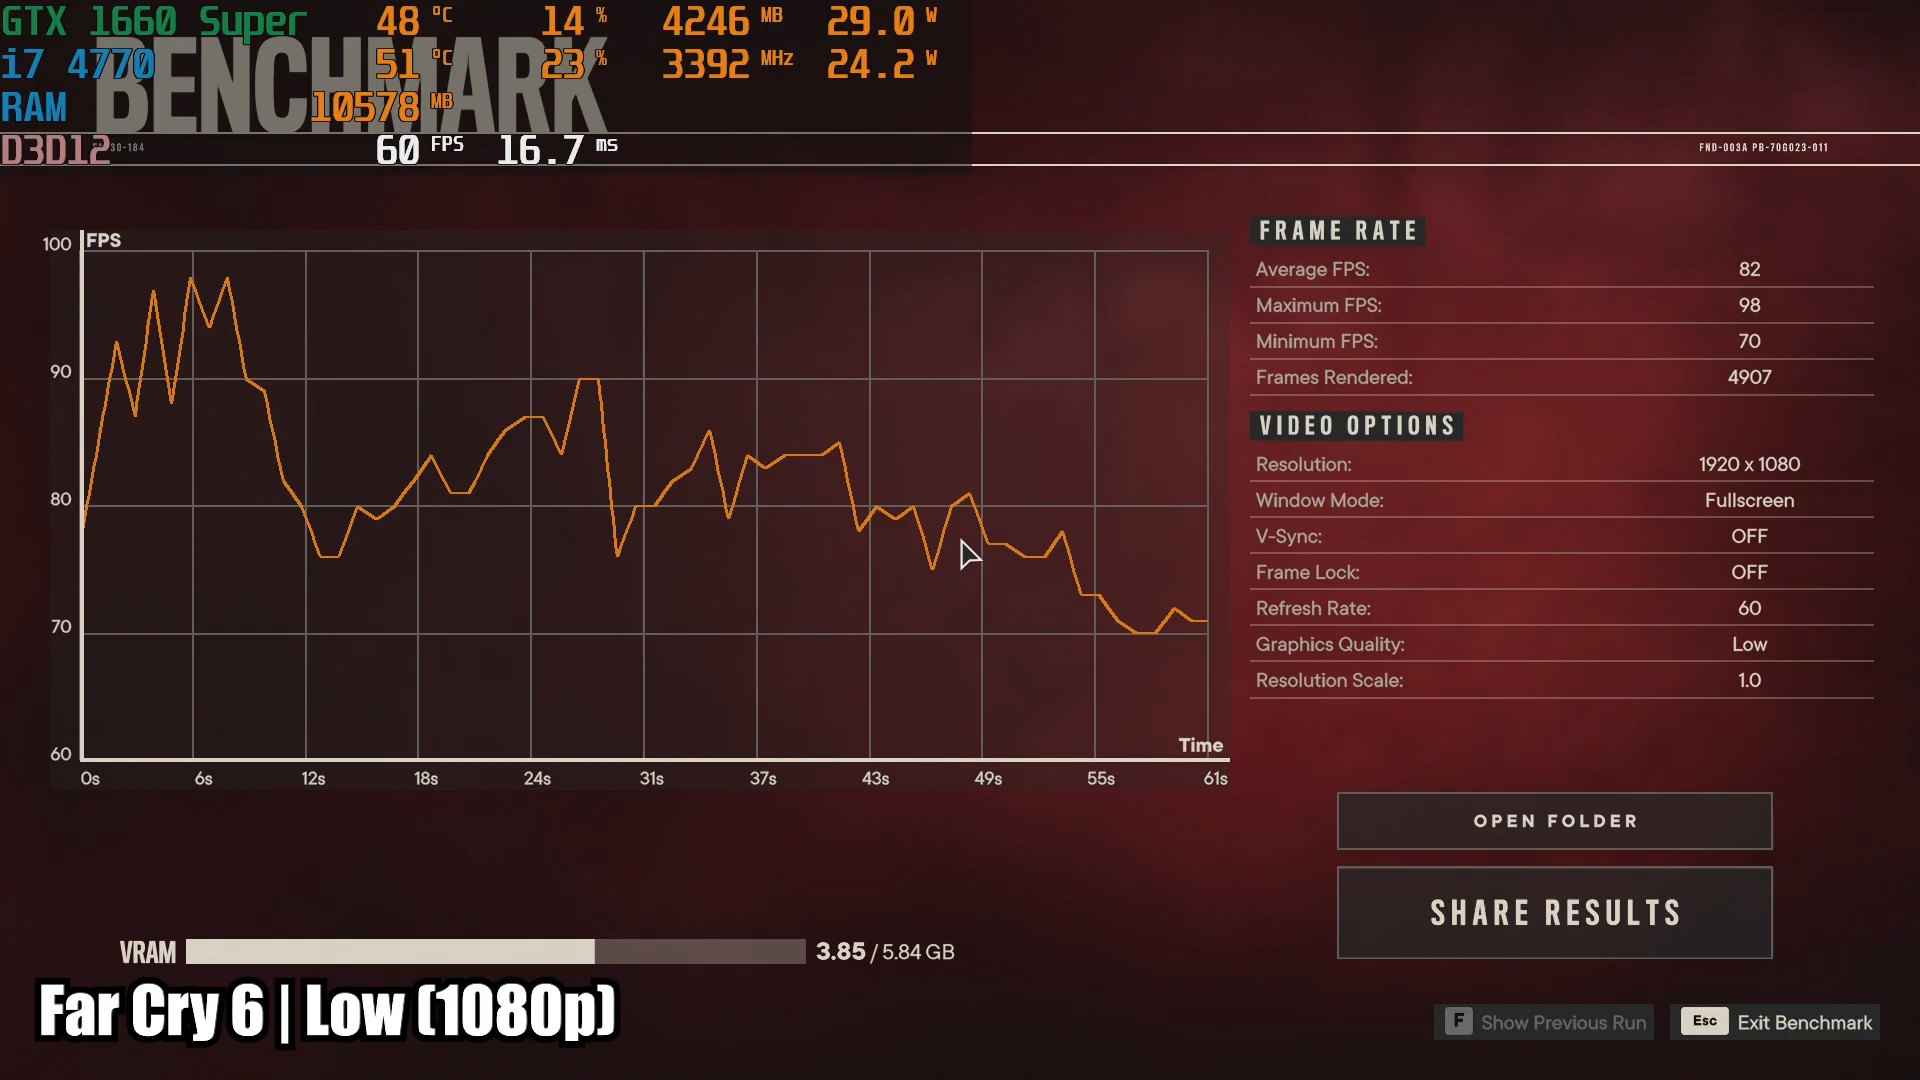 GTX 1660 Super 48 °C 14 % 4246 MB 29.0 W
i7 4770 51 °C 23 % 3392 MHz 24.2 W
BENCHMARK
RAM 10578 MB
D3D12 60 FPS 16.7 ms
30-184
FND-003A PB-70G023-011
FPS
100
90
80
70
60
0s 6s 12s 18s 24s 31s 37s 43s 49s 55s 61s
Time
FRAME RATE
Average FPS: 82
Maximum FPS: 98
Minimum FPS: 70
Frames Rendered: 4907
VIDEO OPTIONS
Resolution: 1920 x 1080
Window Mode: Fullscreen
V-Sync: OFF
Frame Lock: OFF
Refresh Rate: 60
Graphics Quality: Low
Resolution Scale: 1.0
OPEN FOLDER
SHARE RESULTS
VRAM 3.85 / 5.84 GB
Far Cry 6 | Low (1080p)
F Show Previous Run
Esc Exit Benchmark